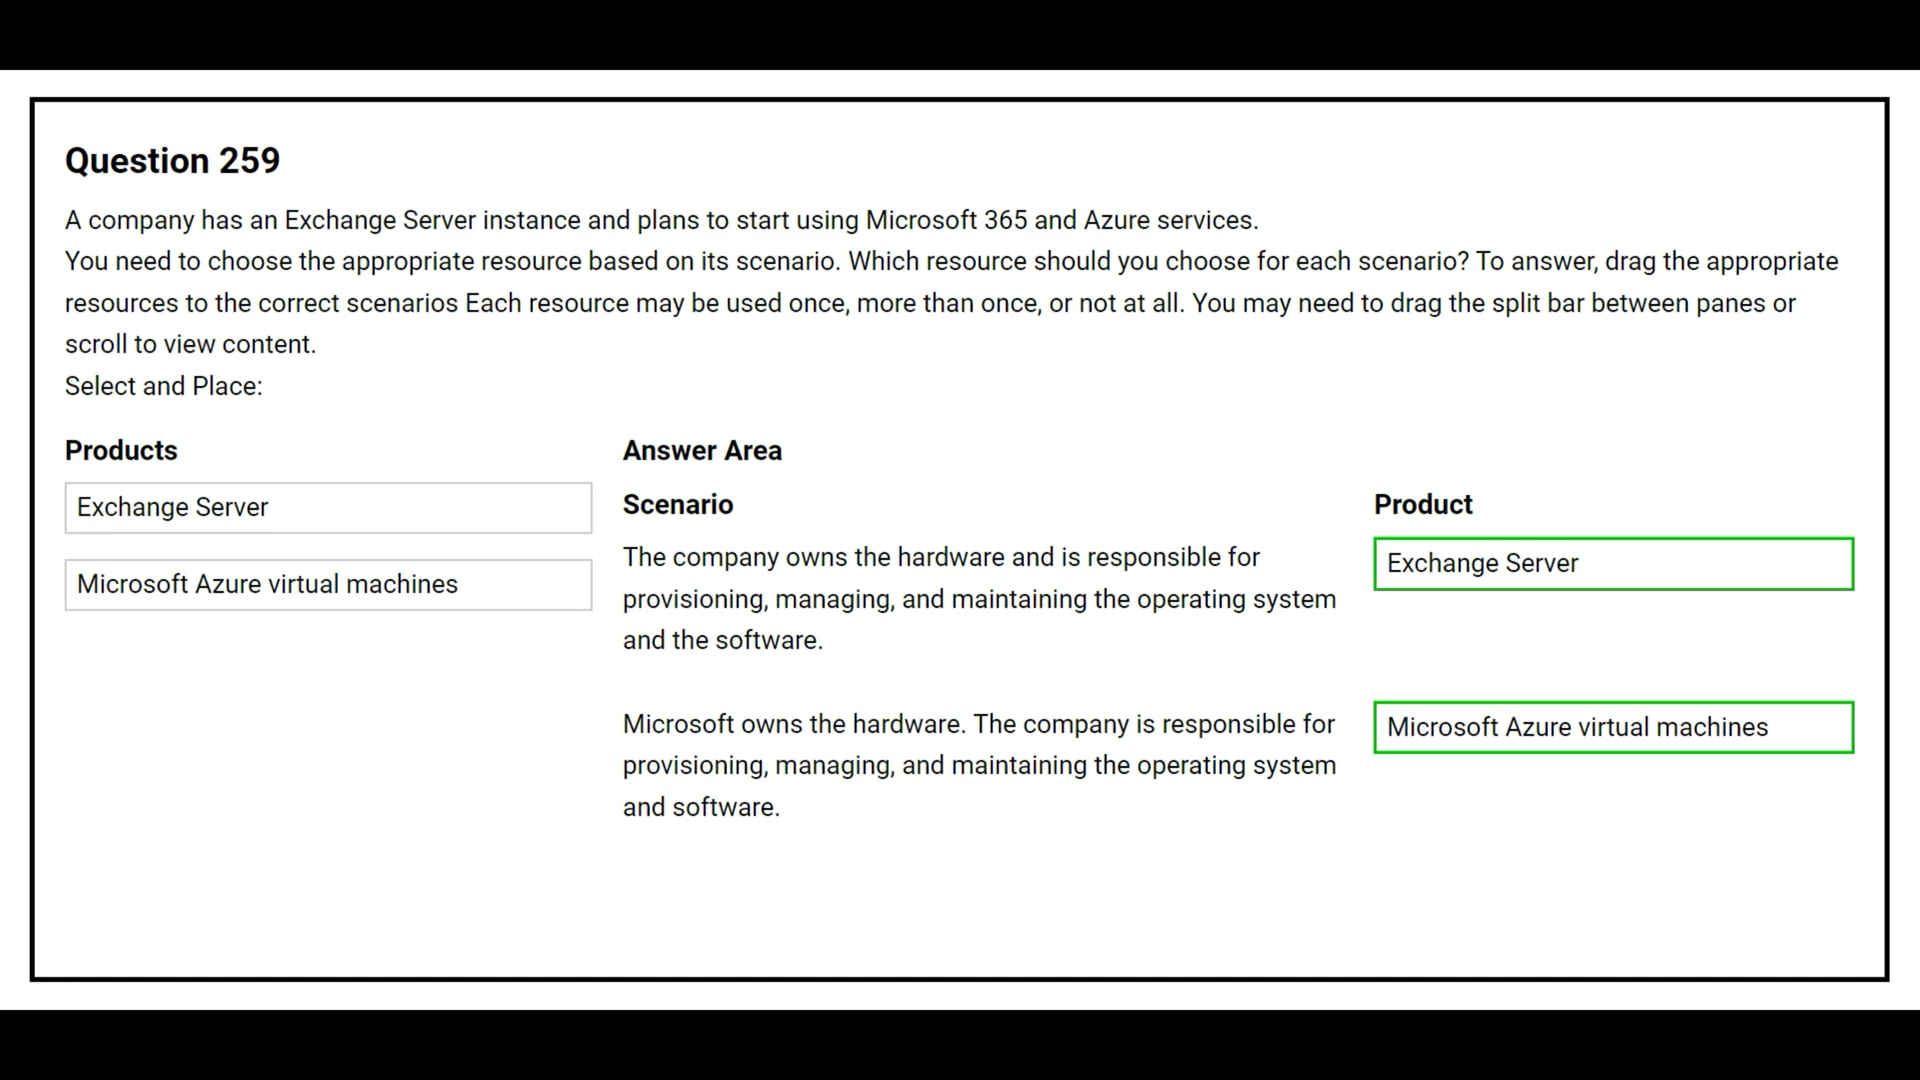 Question 259
A company has an Exchange Server instance and plans to start using Microsoft 365 and Azure services.
You need to choose the appropriate resource based on its scenario. Which resource should you choose for each scenario? To answer, drag the appropriate
resources to the correct scenarios Each resource may be used once, more than once, or not at all. You may need to drag the split bar between panes or
scroll to view content.
Select and Place:
Products
Exchange Server
Microsoft Azure virtual machines
Answer Area
Scenario
The company owns the hardware and is responsible for
provisioning, managing, and maintaining the operating system
and the software.
Microsoft owns the hardware. The company is responsible for
provisioning, managing, and maintaining the operating system
and software.
Product
Exchange Server
Microsoft Azure virtual machines